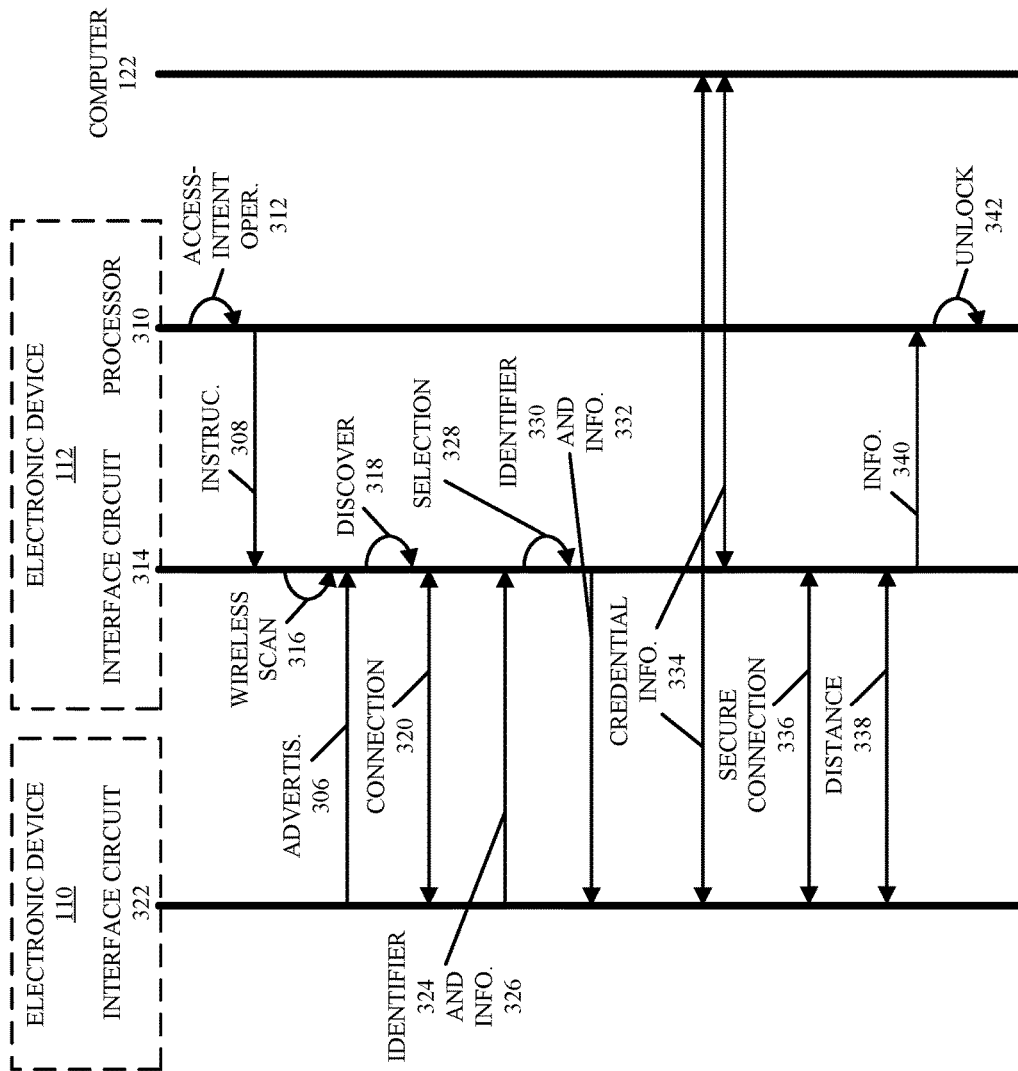 ELECTRONIC DEVICE
110
INTERFACE CIRCUIT
322
ELECTRONIC DEVICE
112
INTERFACE CIRCUIT
314
PROCESSOR
310
COMPUTER
122
ACCESS-
INTENT
OPER.
312
INSTRUC.
308
WIRELESS
SCAN
316
ADVERTIS.
306
DISCOVER
318
CONNECTION
320
IDENTIFIER
324
AND
INFO.
326
SELECTION
328
IDENTIFIER
330
AND
INFO.
332
CREDENTIAL
INFO.
334
SECURE
CONNECTION
336
DISTANCE
338
INFO.
340
UNLOCK
342